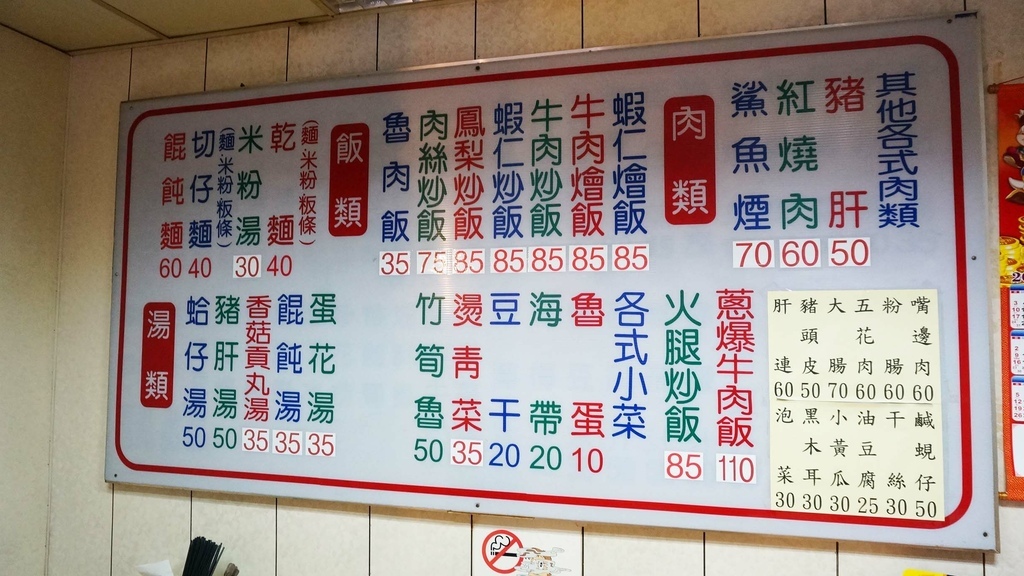 其他各式肉類
豬肝 50
紅燒肉 60
鯊魚煙 70
肉類
蝦仁燴飯 85
牛肉燴飯 85
牛肉炒飯 85
蝦仁炒飯 85
鳳梨炒飯 85
肉絲炒飯 75
魯肉飯 35
飯類
乾麵 (麵·米粉·粄條) 40
米粉湯 30
切仔麵 (麵·米粉·粄條) 40
餛飩麵 60
嘴邊肉 60
粉腸 60
五花肉 60
大腸 70
豬頭皮 50
肝連 60
鹹蜆仔 50
干絲 30
油豆腐 25
小黃瓜 30
黑木耳 30
泡菜 30
蔥爆牛肉飯 110
火腿炒飯 85
各式小菜
魯蛋 10
海帶 20
豆干 20
燙青菜 35
竹筍魯 50
蛋花湯 35
餛飩湯 35
香菇貢丸湯 35
豬肝湯 50
蛤仔湯 50
湯類